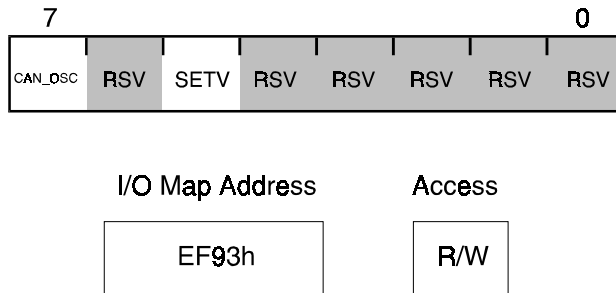 7 0
CAN_OSC RSV SETV RSV RSV RSV RSV RSV
I/O Map Address Access
EF93h R/W